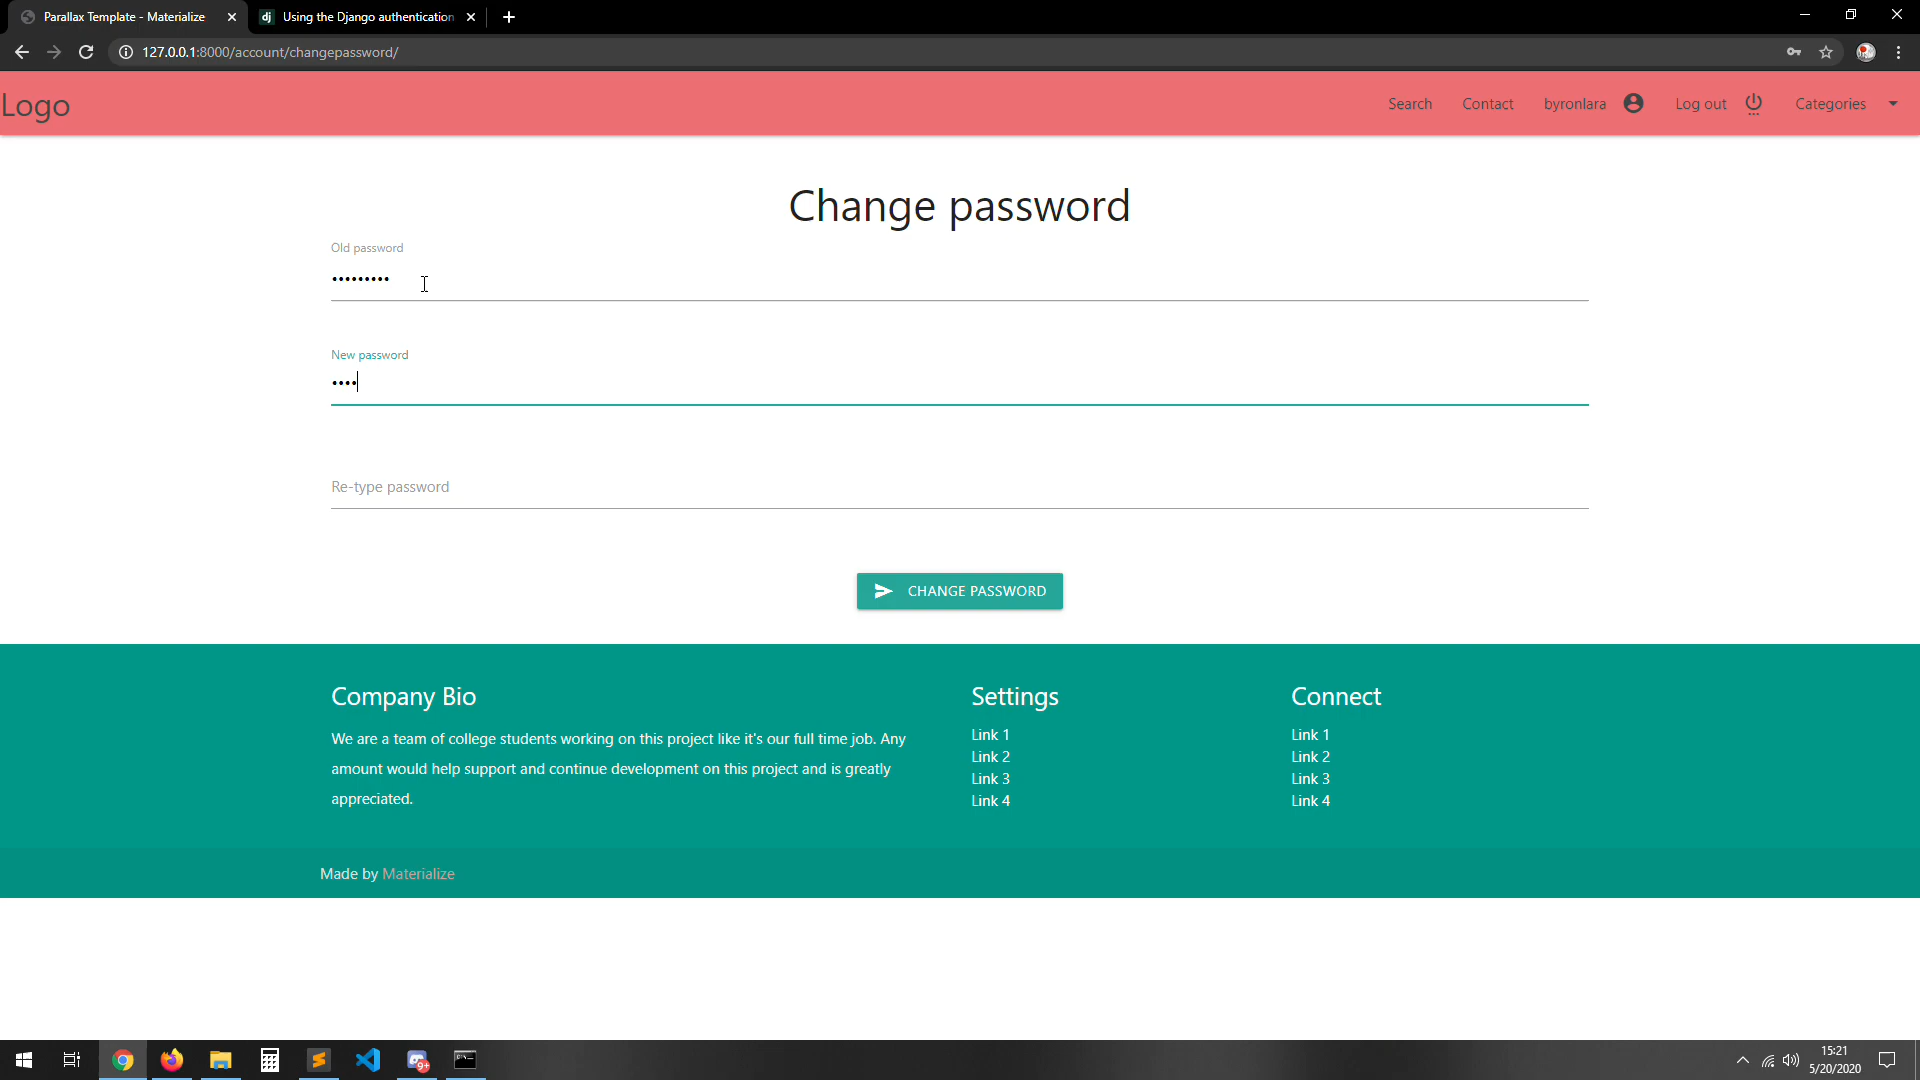 Parallax Template - Materialize
Using the Django authentication
127.0.0.1:8000/account/changepassword/
Logo
Search
Contact
byronlara
Log out
Categories
Change password
Old password
•••••••••
New password
••••
Re-type password
CHANGE PASSWORD
Company Bio
We are a team of college students working on this project like it's our full time job. Any
amount would help support and continue development on this project and is greatly
appreciated.
Settings
Link 1
Link 2
Link 3
Link 4
Connect
Link 1
Link 2
Link 3
Link 4
Made by Materialize
9+
15:21
5/20/2020